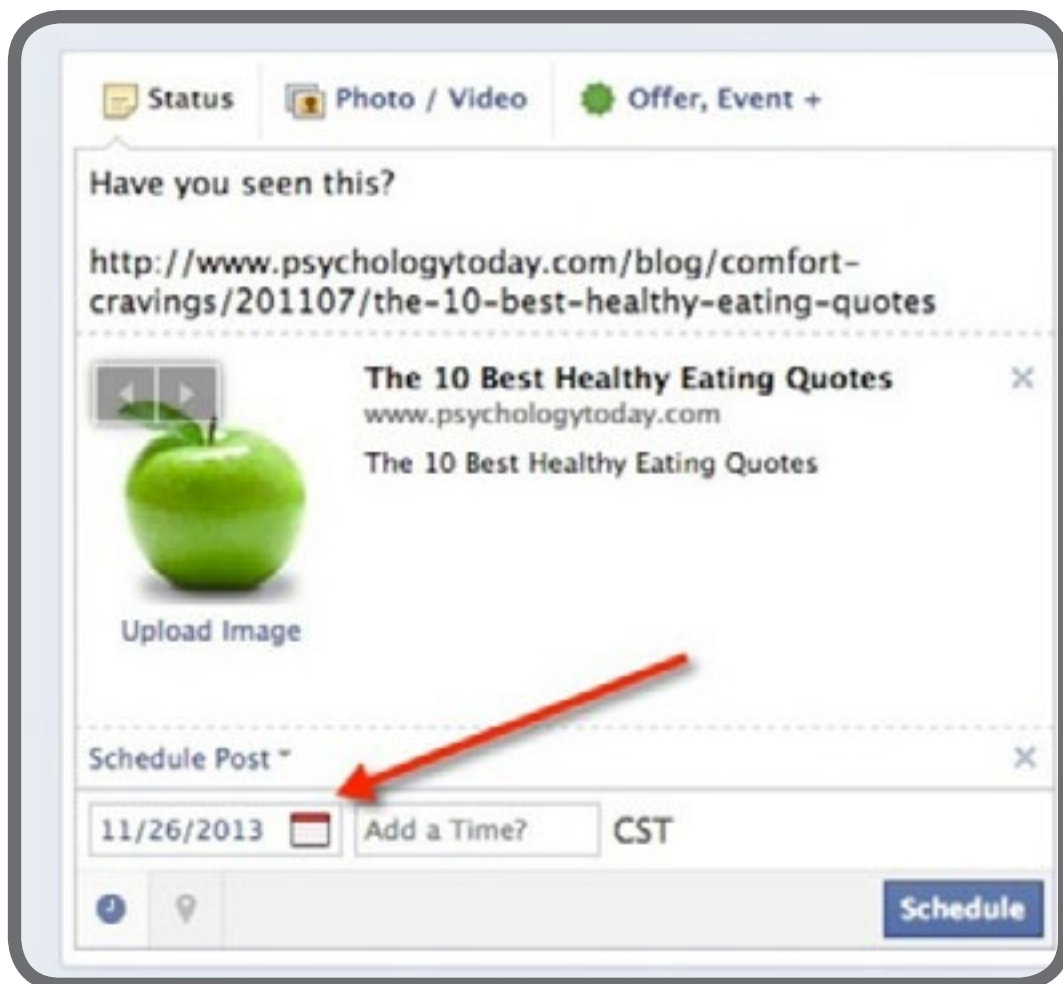 Status Photo / Video Offer, Event +
Have you seen this?
http://www.psychologytoday.com/blog/comfort-
cravings/201107/the-10-best-healthy-eating-quotes
The 10 Best Healthy Eating Quotes
www.psychologytoday.com
The 10 Best Healthy Eating Quotes
Upload Image
Schedule Post
11/26/2013 Add a Time? CST
Schedule